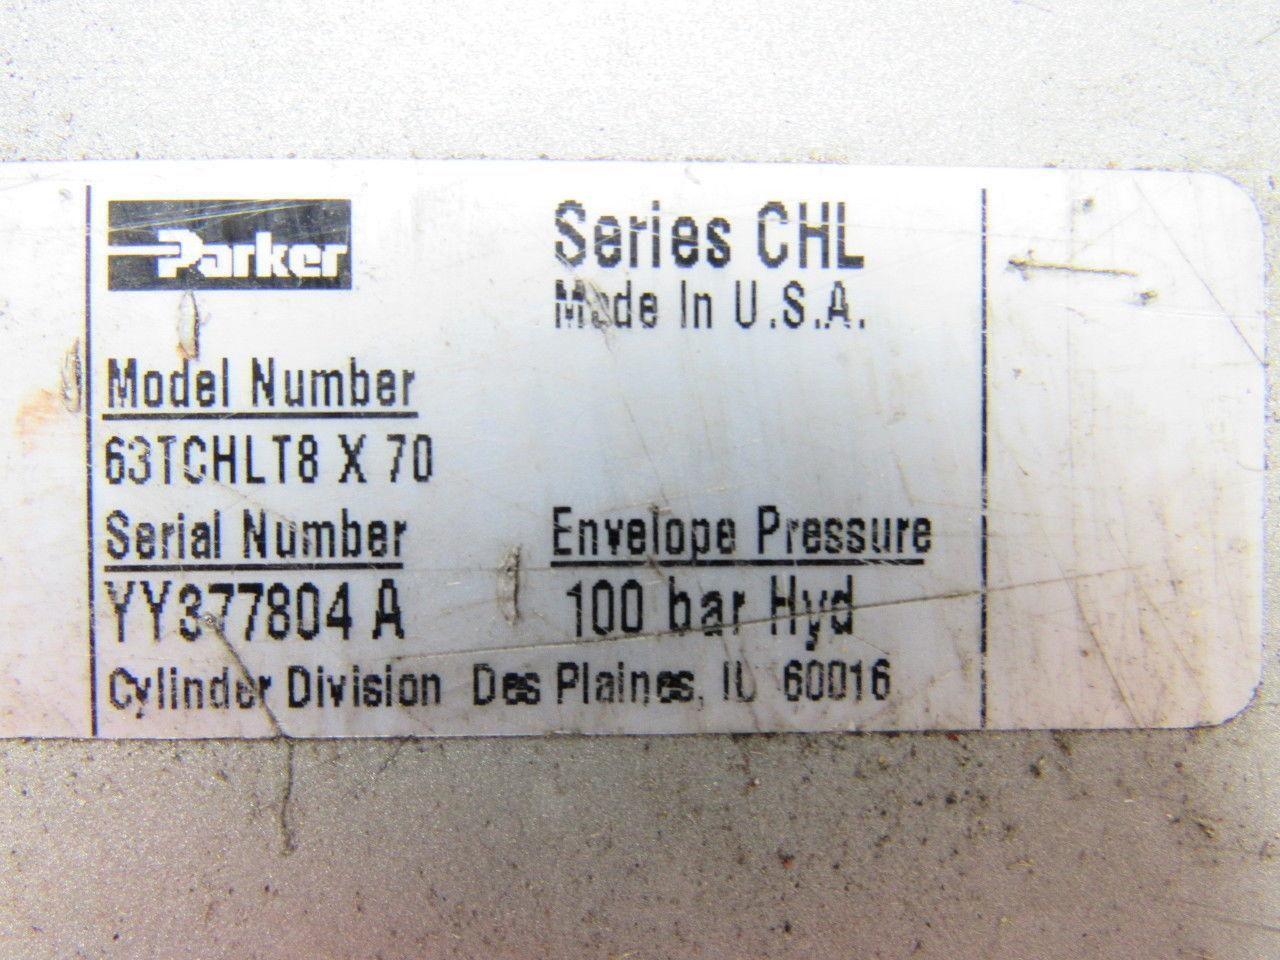 Parker
Series CHL
Made In U.S.A.
Model Number
63TCHLT8 X 70
Serial Number
YY377804 A
Envelope Pressure
100 bar Hyd
Cylinder Division Des Plaines, IL 60016